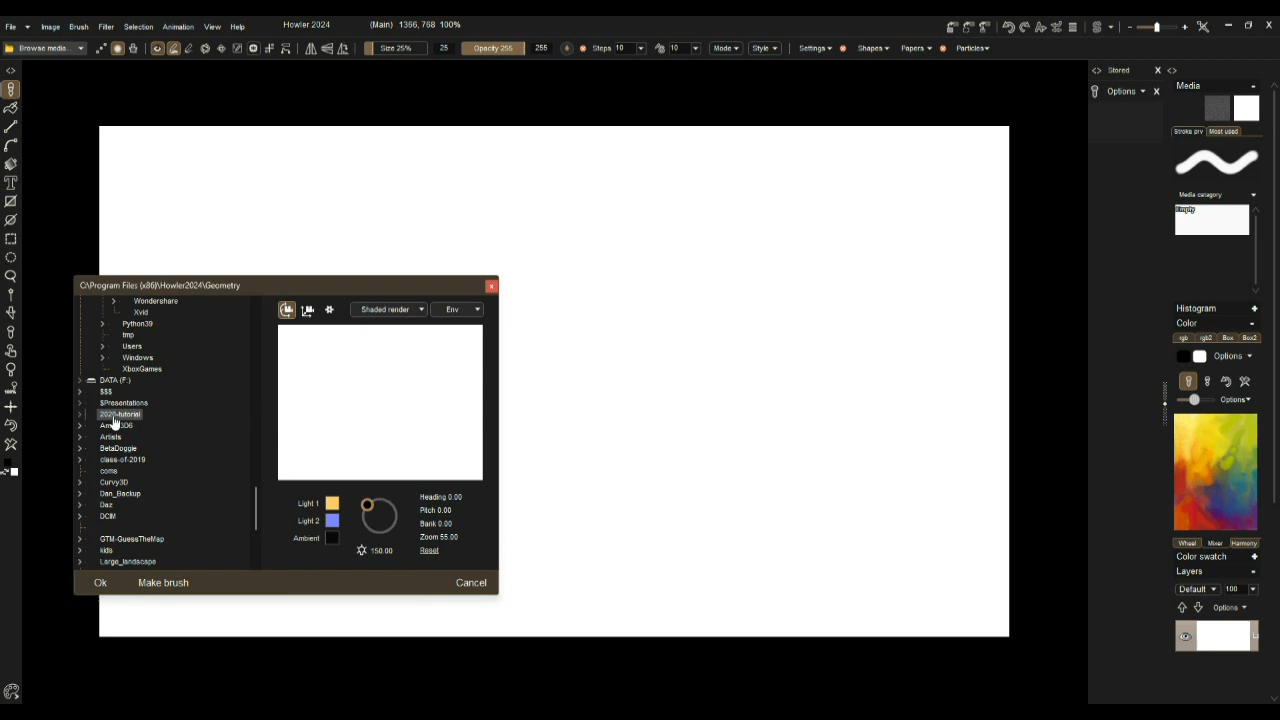 File Image Brush Filter Selection Animation View Help Howler 2024 (Main) 1366, 768 100%
Browse media... Size 25% 25 Opacity 255 255 Steps 10 10 Mode Style Settings Shapes Papers Particles
Stored
Options
Media
Stroke prv Most used
Media catagory
Empty
Histogram
Color
rgb rgb2 Box Box2
Options
Options
Wheel Mixer Harmony
Color swatch
Layers
Default 100
Options
C:\Program Files (x86)\Howler2024\Geometry
Wondershare
Xvid
Python39
tmp
Users
Windows
XboxGames
DATA (F:)
$$$
$Presentations
2020-tutorial
Artists
BetaDoggie
class-of-2019
coms
Curvy3D
Dan_Backup
Daz
DCIM
GTM-GuessTheMap
kids
Large_landscape
Shaded render Env
Light 1
Light 2
Ambient
150.00
Heading 0.00
Pitch 0.00
Bank 0.00
Zoom 55.00
Reset
Ok Make brush Cancel